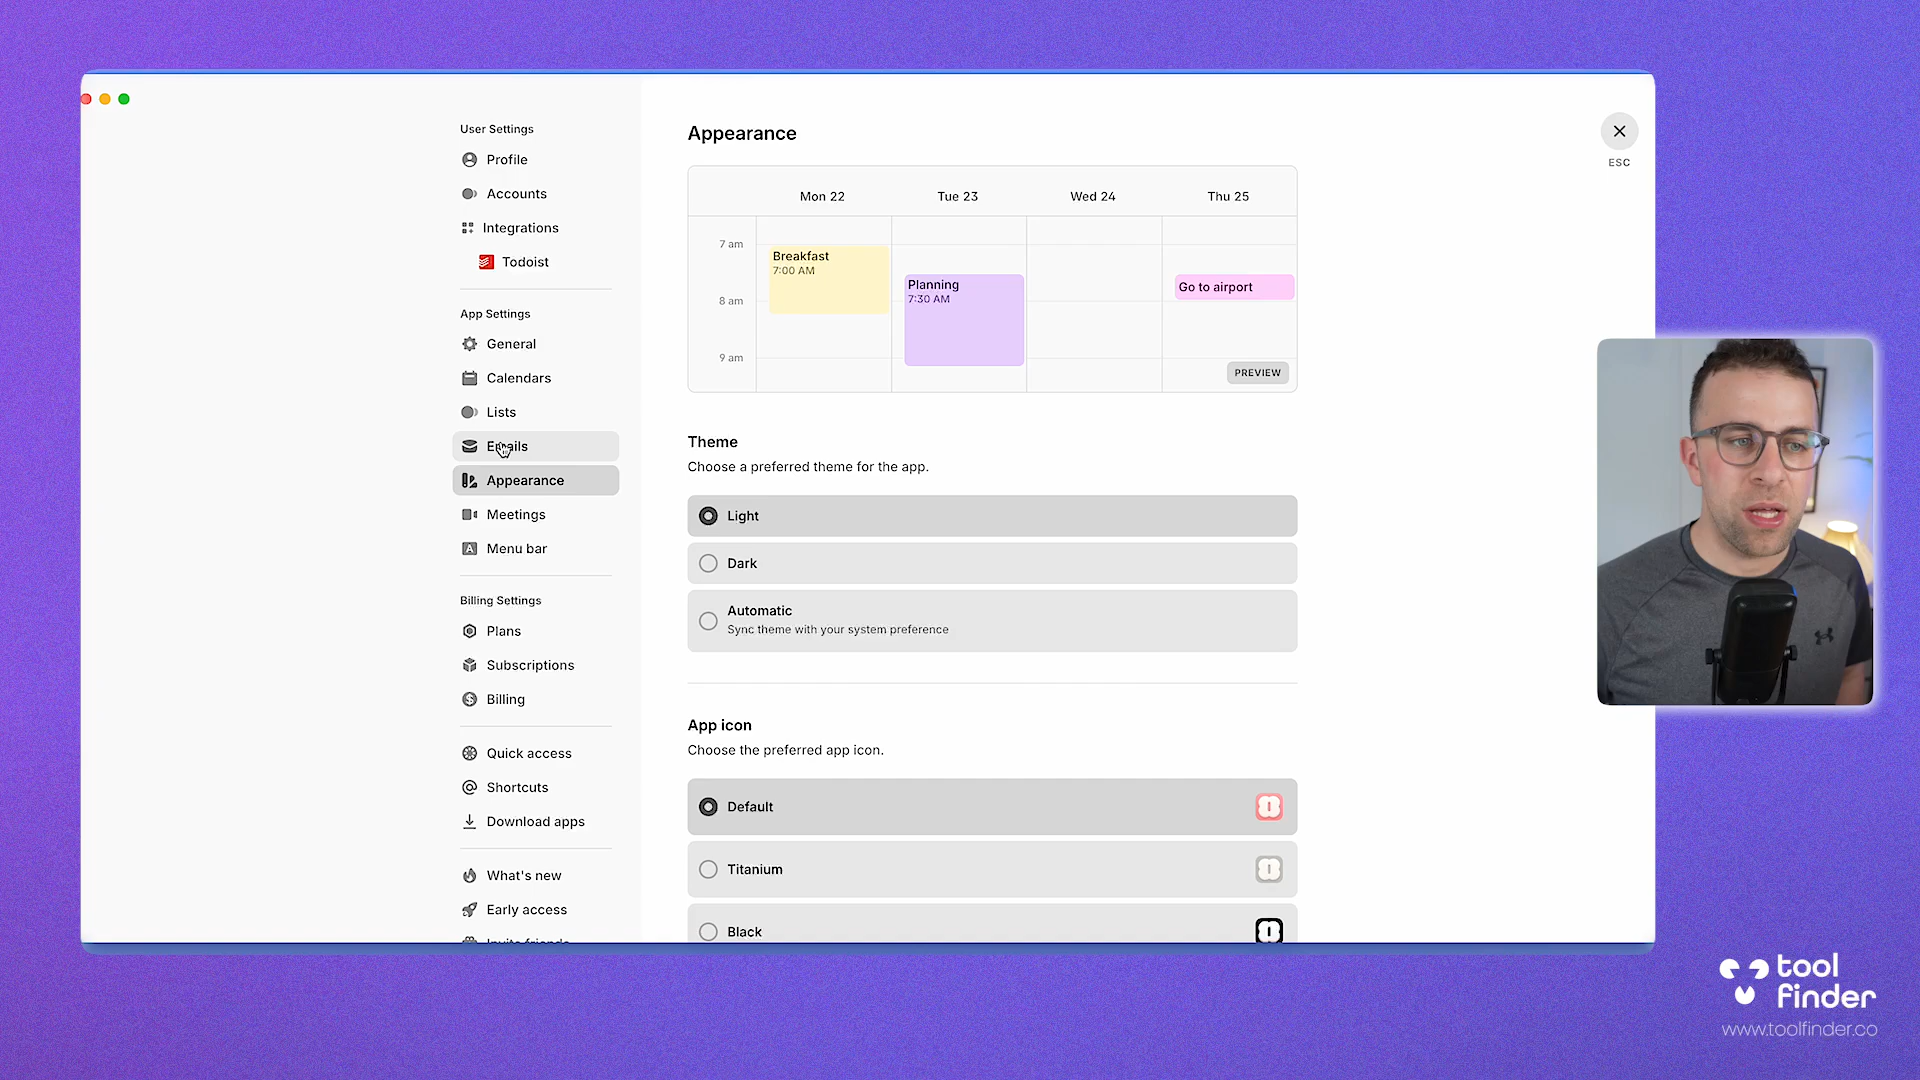 User Settings
Profile
Accounts
Integrations
Todoist
App Settings
General
Calendars
Lists
Emails
Appearance
Meetings
Menu bar
Billing Settings
Plans
Subscriptions
Billing
Quick access
Shortcuts
Download apps
What's new
Early access
Invite friends
Appearance
Mon 22
Tue 23
Wed 24
Thu 25
7 am
8 am
9 am
Breakfast
7:00 AM
Planning
7:30 AM
Go to airport
PREVIEW
Theme
Choose a preferred theme for the app.
Light
Dark
Automatic
Sync theme with your system preference
App icon
Choose the preferred app icon.
Default
Titanium
Black
ESC
tool
finder
www.toolfinder.co